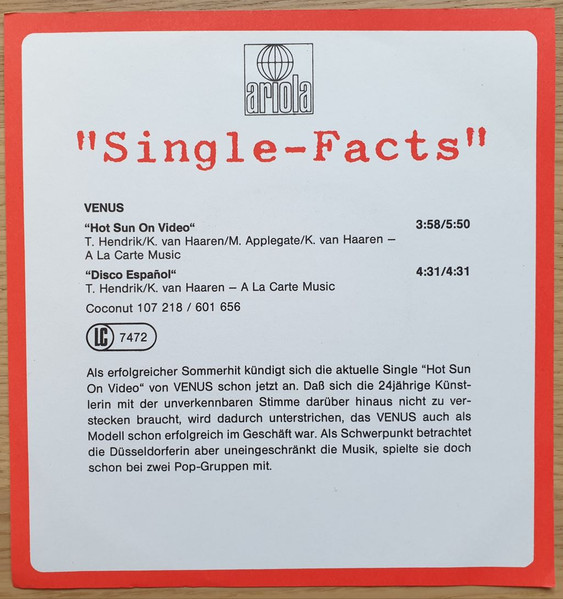 ariola
"Single-Facts"
VENUS
“Hot Sun On Video“ 3:58/5:50
T. Hendrik/K. van Haaren/M. Applegate/K. van Haaren –
A La Carte Music
“Disco Español“ 4:31/4:31
T. Hendrik/K. van Haaren – A La Carte Music
Coconut 107 218 / 601 656
LC 7472
Als erfolgreicher Sommerhit kündigt sich die aktuelle Single “Hot Sun
On Video“ von VENUS schon jetzt an. Daß sich die 24jährige Künst-
lerin mit der unverkennbaren Stimme darüber hinaus nicht zu ver-
stecken braucht, wird dadurch unterstrichen, das VENUS auch als
Modell schon erfolgreich im Geschäft war. Als Schwerpunkt betrachtet
die Düsseldorferin aber uneingeschränkt die Musik, spielte sie doch
schon bei zwei Pop-Gruppen mit.